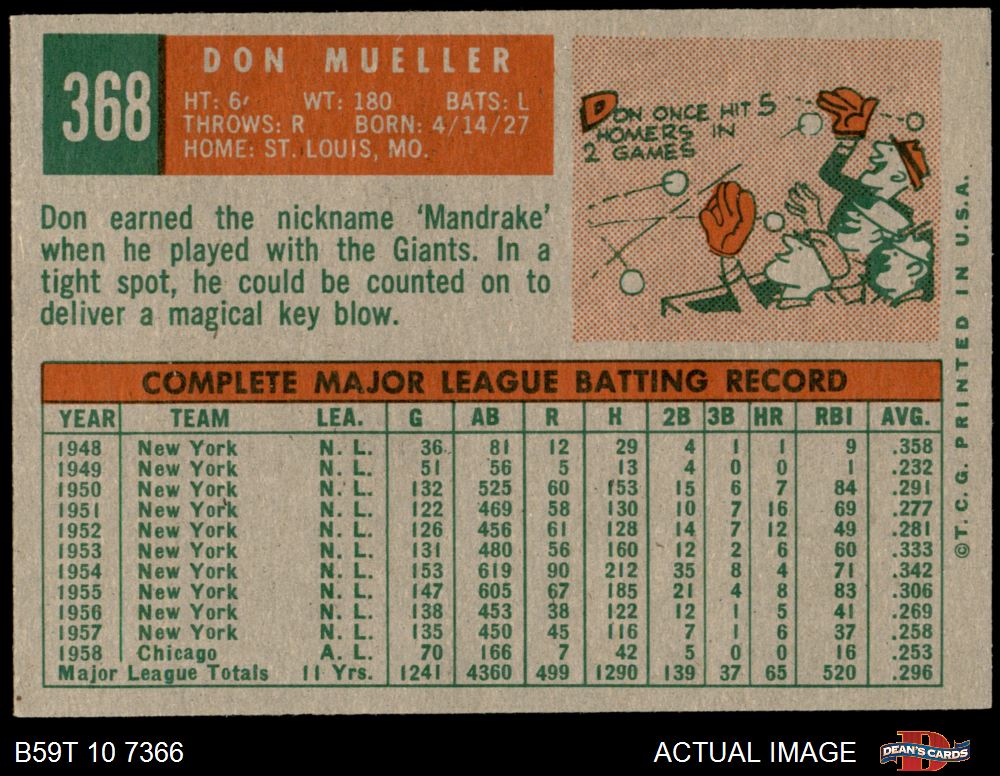 368
DON MUELLER
HT: 6' WT: 180 BATS: L
THROWS: R BORN: 4/14/27
HOME: ST. LOUIS, MO.
Don earned the nickname 'Mandrake'
when he played with the Giants. In a
tight spot, he could be counted on to
deliver a magical key blow.
DON ONCE HIT 5
HOMERS IN
2 GAMES
COMPLETE MAJOR LEAGUE BATTING RECORD
YEAR TEAM LEA. G AB R H 2B 3B HR RBI AVG.
1948 New York N. L. 36 81 12 29 4 1 1 9 .358
1949 New York N. L. 51 56 5 13 4 0 0 1 .232
1950 New York N. L. 132 525 60 153 15 6 7 84 .291
1951 New York N. L. 122 469 58 130 10 7 16 69 .277
1952 New York N. L. 126 456 61 128 14 7 12 49 .281
1953 New York N. L. 131 480 56 160 12 2 6 60 .333
1954 New York N. L. 153 619 90 212 35 8 4 71 .342
1955 New York N. L. 147 605 67 185 21 4 8 83 .306
1956 New York N. L. 138 453 38 122 12 1 5 41 .269
1957 New York N. L. 135 450 45 116 7 1 6 37 .258
1958 Chicago A. L. 70 166 7 42 5 0 0 16 .253
Major League Totals 11 Yrs. 1241 4360 499 1290 139 37 65 520 .296
©T. C. G. PRINTED IN U.S.A.
B59T 10 7366
ACTUAL IMAGE
D
DEAN'S CARDS